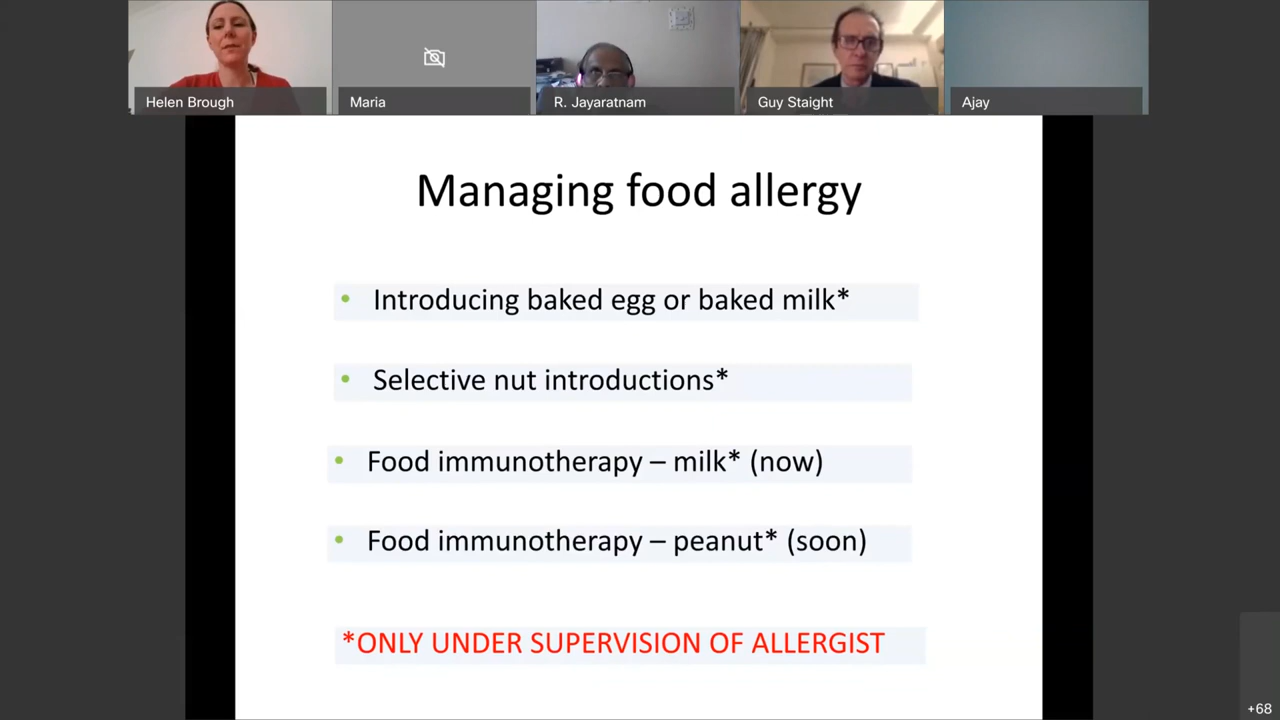 Helen Brough
Maria
R. Jayaratnam
Guy Staight
Ajay
Managing food allergy
• Introducing baked egg or baked milk*
• Selective nut introductions*
• Food immunotherapy – milk* (now)
• Food immunotherapy – peanut* (soon)
*ONLY UNDER SUPERVISION OF ALLERGIST
+68